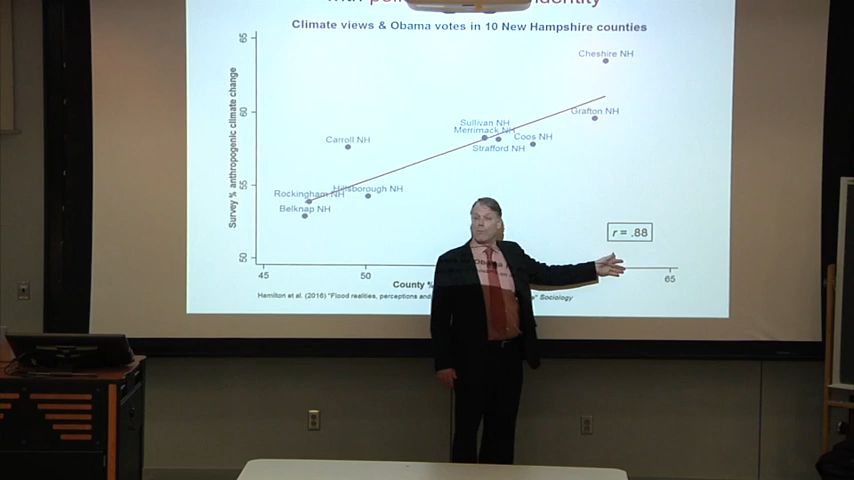 identity
Climate views & Obama votes in 10 New Hampshire counties
Survey % anthropogenic climate change
65
60
55
50
Cheshire NH
Grafton NH
Sullivan NH
Merrimack NH
Coos NH
Strafford NH
Carroll NH
Hillsborough NH
Rockingham NH
Belknap NH
r = .88
45
50
65
County %
Obama
Hamilton et al. (2016) "Flood realities, perceptions and
Sociology